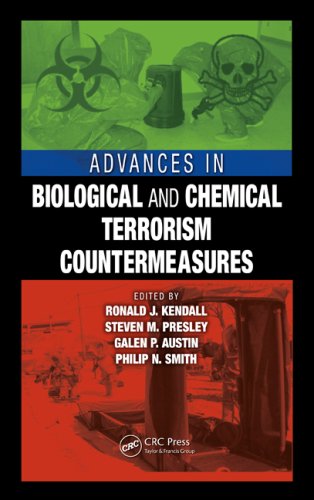 ADVANCES IN
BIOLOGICAL AND CHEMICAL
TERRORISM
COUNTERMEASURES
EDITED BY
RONALD J. KENDALL
STEVEN M. PRESLEY
GALEN P. AUSTIN
PHILIP N. SMITH
CRC
CRC Press
Taylor & Francis Group